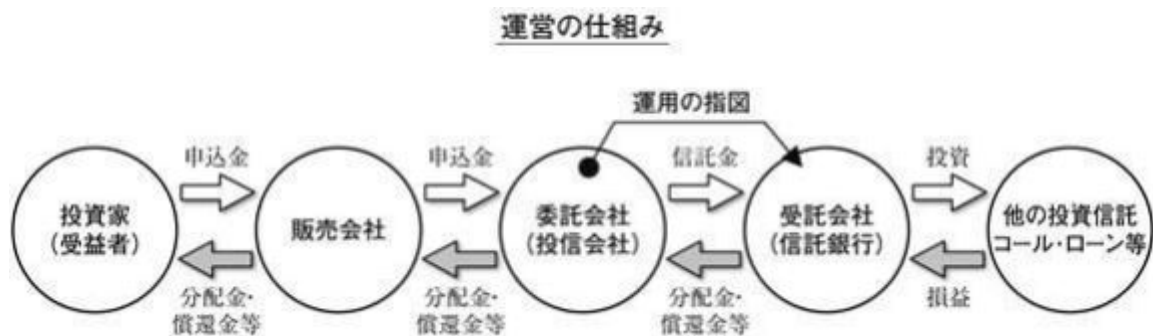 運営の仕組み
運用の指図
申込金
申込金
信託金
投資
投資家
(受益者)
販売会社
委託会社
(投信会社)
受託会社
(信託銀行)
他の投資信託
コール・ローン等
分配金・
償還金等
分配金・
償還金等
分配金・
償還金等
損益